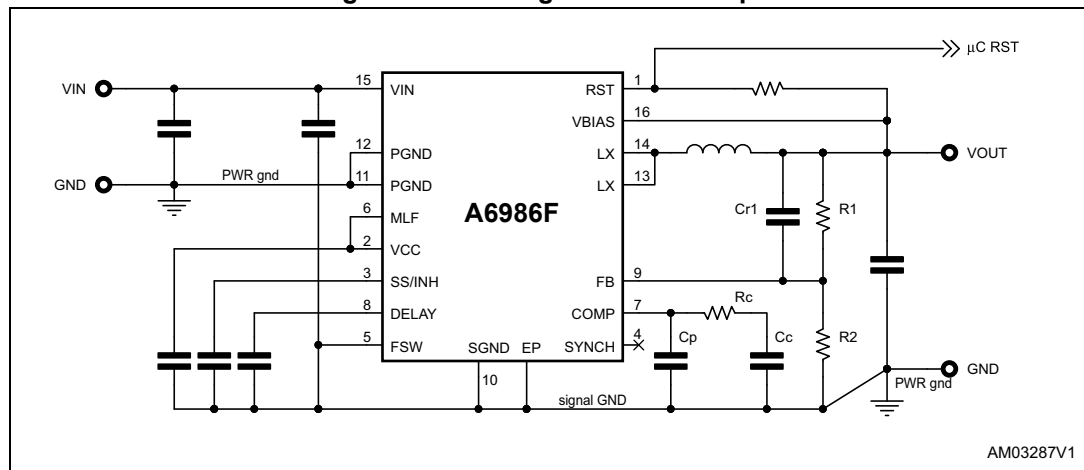 μC RST
VIN
15
VIN
RST
1
VBIAS
16
12
PGND
LX
14
VOUT
GND
PWR gnd
11
PGND
LX
13
A6986F
6
MLF
Cr1
R1
2
VCC
3
SS/INH
FB
9
8
DELAY
COMP
7
Rc
5
FSW
SGND
EP
SYNCH
4
Cp
Cc
R2
10
GND
PWR gnd
signal GND
AM03287V1